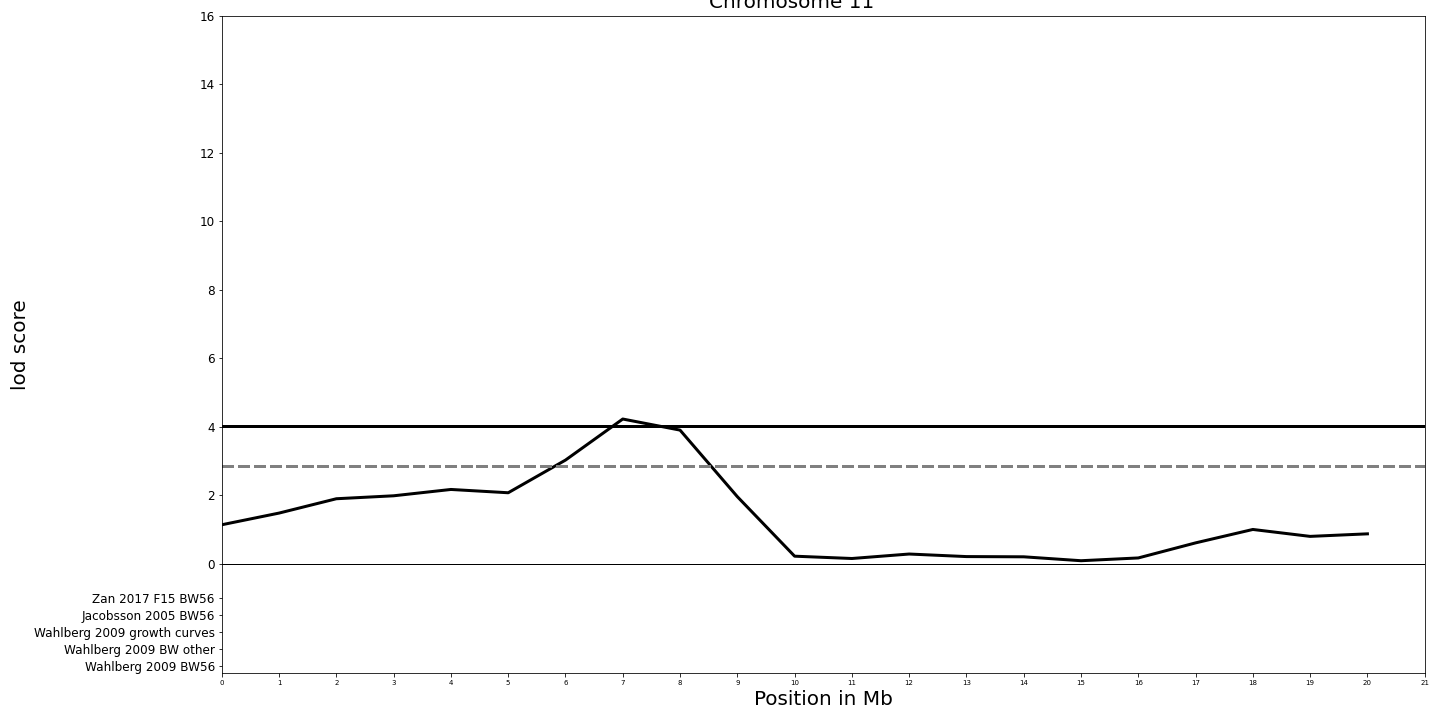 Chromosome 11
16
14
12
10
8
6
4
2
0
lod score
Zan 2017 F15 BW56
Jacobsson 2005 BW56
Wahlberg 2009 growth curves
Wahlberg 2009 BW other
Wahlberg 2009 BW56
0 1 2 3 4 5 6 7 8 9 10 11 12 13 14 15 16 17 18 19 20 21
Position in Mb